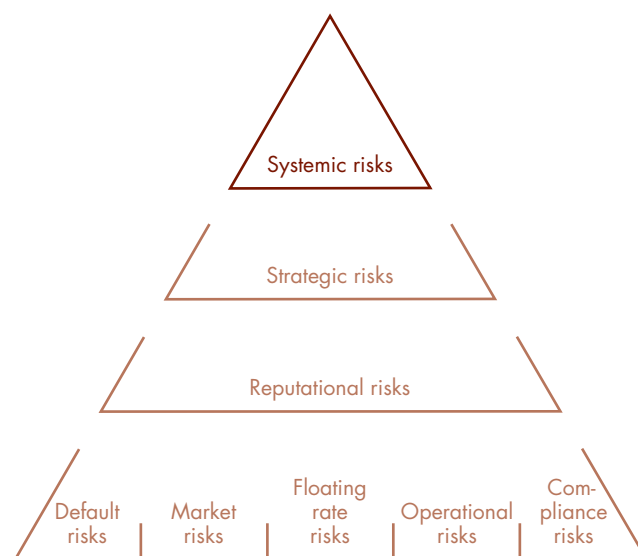 Systemic risks
Strategic risks
Reputational risks
Default
risks
Market
risks
Floating
rate
risks
Operational
risks
Com-
pliance
risks